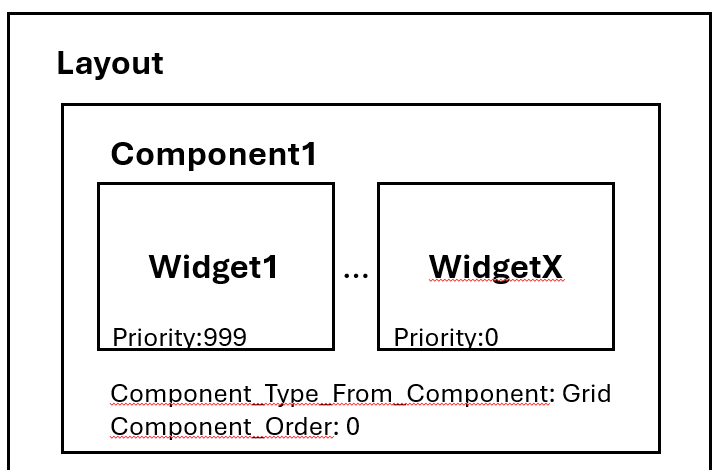 Layout
Component1
Widget1 ... WidgetX
Priority:999 Priority:0
Component_Type_From_Component: Grid
Component_Order: 0